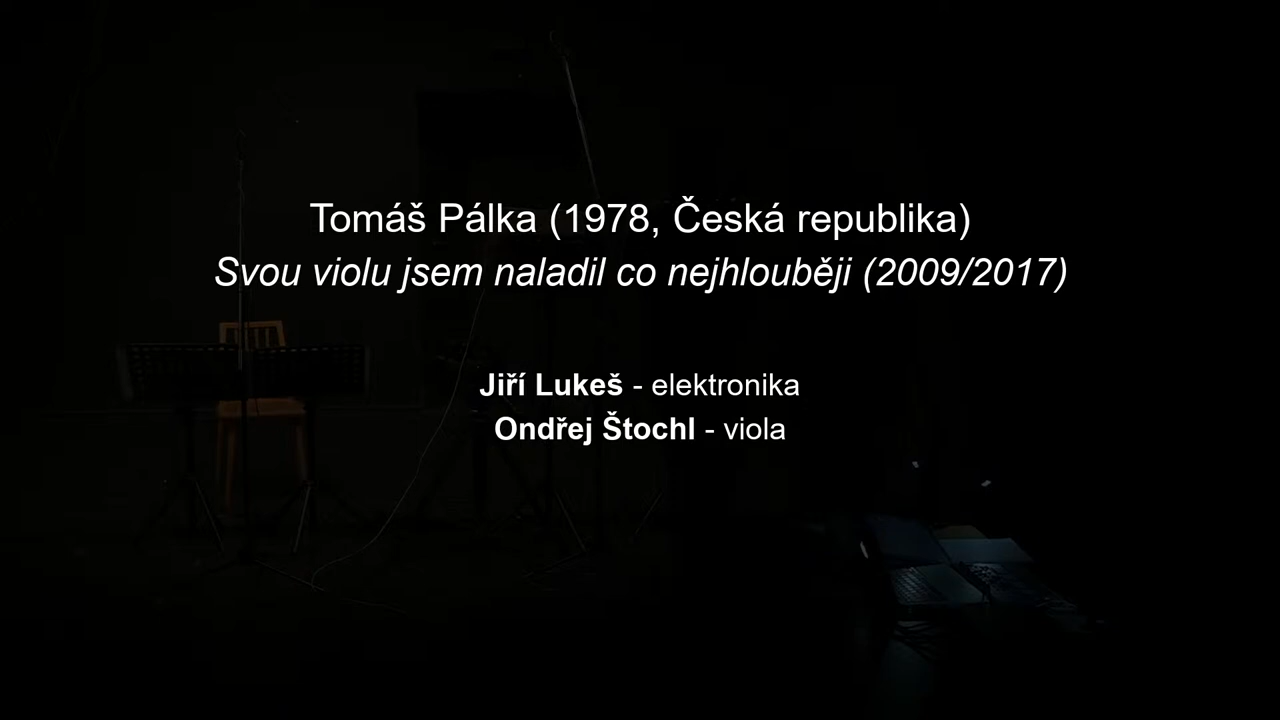 Tomáš Pálka (1978, Česká republika)
Svou violu jsem naladil co nejhlouběji (2009/2017)
Jiří Lukeš - elektronika
Ondřej Štochl - viola